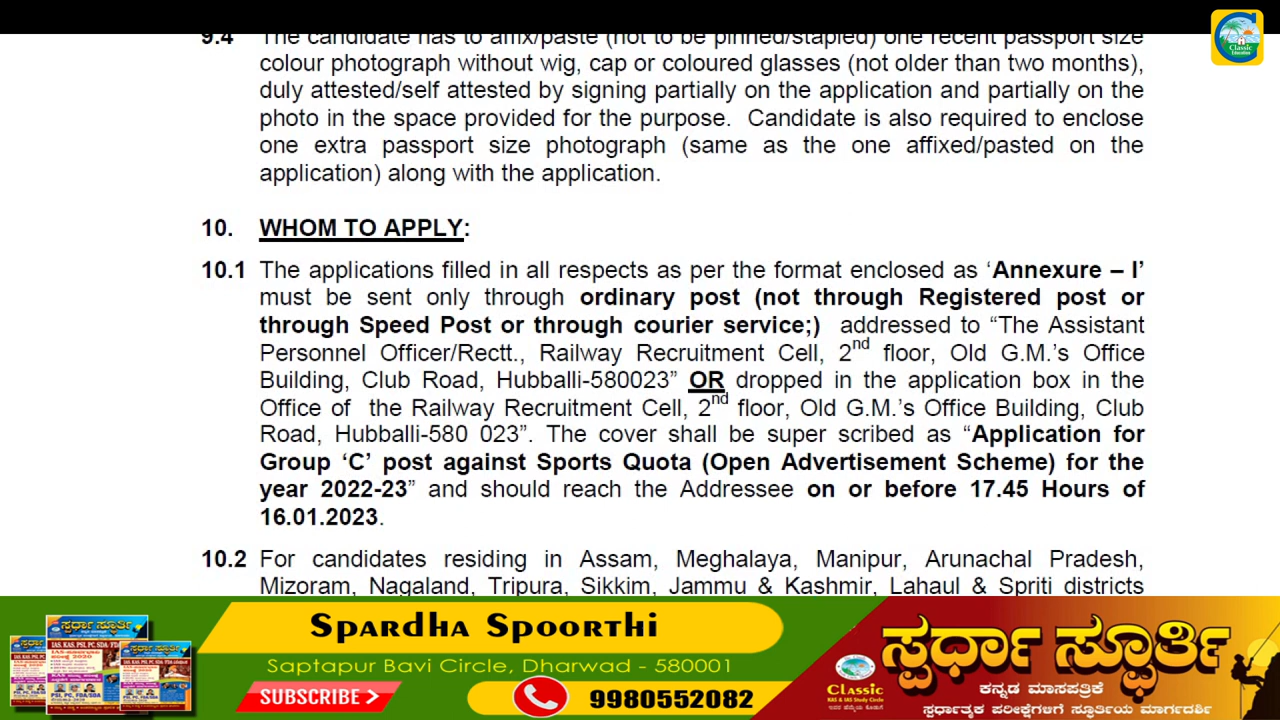 Classic
Education
9.4 The candidate has to affix/paste (not to be pinned/stapled) one recent passport size
colour photograph without wig, cap or coloured glasses (not older than two months),
duly attested/self attested by signing partially on the application and partially on the
photo in the space provided for the purpose. Candidate is also required to enclose
one extra passport size photograph (same as the one affixed/pasted on the
application) along with the application.
10. WHOM TO APPLY:
10.1 The applications filled in all respects as per the format enclosed as ‘Annexure – I’
must be sent only through ordinary post (not through Registered post or
through Speed Post or through courier service;) addressed to “The Assistant
Personnel Officer/Rectt., Railway Recruitment Cell, 2nd floor, Old G.M.’s Office
Building, Club Road, Hubballi-580023” OR dropped in the application box in the
Office of the Railway Recruitment Cell, 2nd floor, Old G.M.’s Office Building, Club
Road, Hubballi-580 023”. The cover shall be super scribed as “Application for
Group ‘C’ post against Sports Quota (Open Advertisement Scheme) for the
year 2022-23” and should reach the Addressee on or before 17.45 Hours of
16.01.2023.
10.2 For candidates residing in Assam, Meghalaya, Manipur, Arunachal Pradesh,
Mizoram, Nagaland, Tripura, Sikkim, Jammu & Kashmir, Lahaul & Spriti districts
Spardha Spoorthi
Saptapur Bavi Circle, Dharwad - 580001
SUBSCRIBE >
9980552082
ಸ್ಪರ್ಧಾ ಸ್ಫೂರ್ತಿ
Classic
KAS & IAS Study Circle
ಕನ್ನಡ ಮಾಸಪತ್ರಿಕೆ
ಸ್ಪರ್ಧಾತ್ಮಕ ಪರೀಕ್ಷೆಗಳಿಗೆ ಸ್ಫೂರ್ತಿಯ ಮಾರ್ಗದರ್ಶಿ